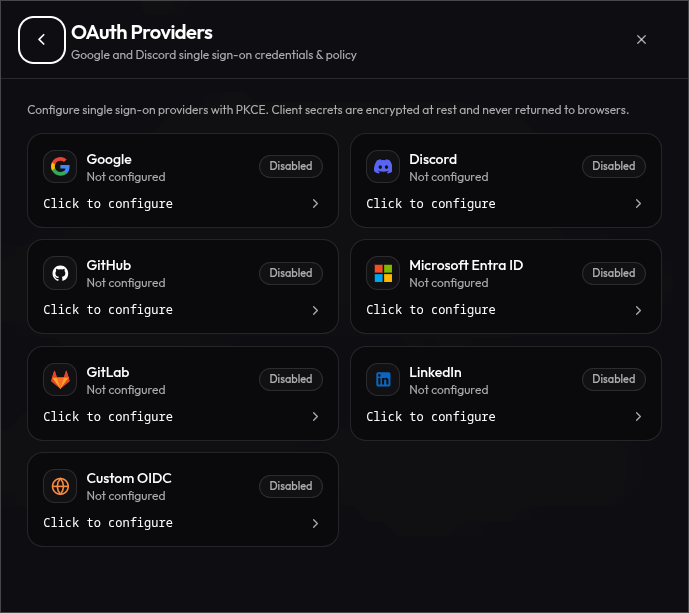 OAuth Providers
Google and Discord single sign-on credentials & policy
Configure single sign-on providers with PKCE. Client secrets are encrypted at rest and never returned to browsers.
Google
Not configured
Disabled
Click to configure
Discord
Not configured
Disabled
Click to configure
GitHub
Not configured
Disabled
Click to configure
Microsoft Entra ID
Not configured
Disabled
Click to configure
GitLab
Not configured
Disabled
Click to configure
LinkedIn
Not configured
Disabled
Click to configure
Custom OIDC
Not configured
Disabled
Click to configure